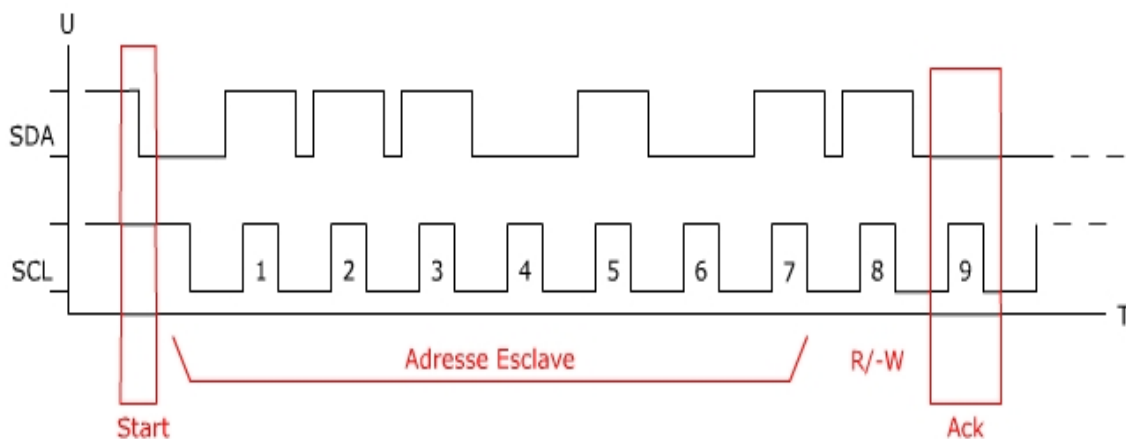 U
SDA
SCL
1 2 3 4 5 6 7 8 9
T
Adresse Esclave
R/-W
Start
Ack